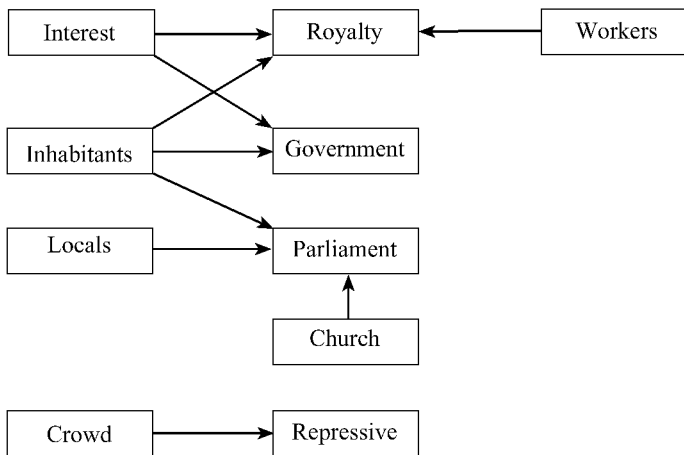 Interest
Royalty
Workers
Inhabitants
Government
Locals
Parliament
Church
Crowd
Repressive